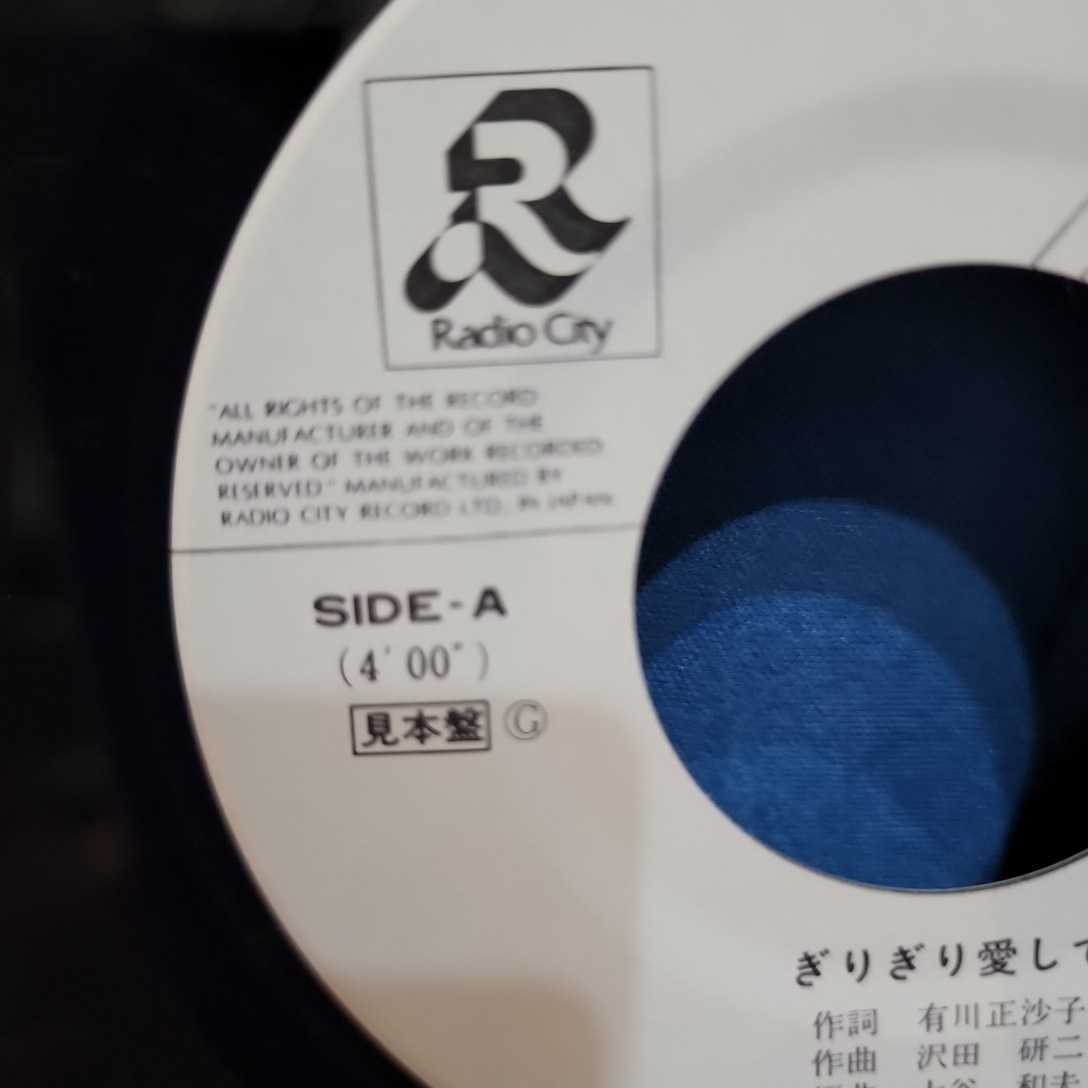 Radio City
"ALL RIGHTS OF THE RECORD
MANUFACTURER AND OF THE
OWNER OF THE WORK RECORDED
RESERVED" MANUFACTURED BY
RADIO CITY RECORD LTD, IN JAPAN
SIDE-A
(4'00")
見本盤 Ⓖ
ぎりぎり愛して
作詞 有川正沙子
作曲 沢田 研二